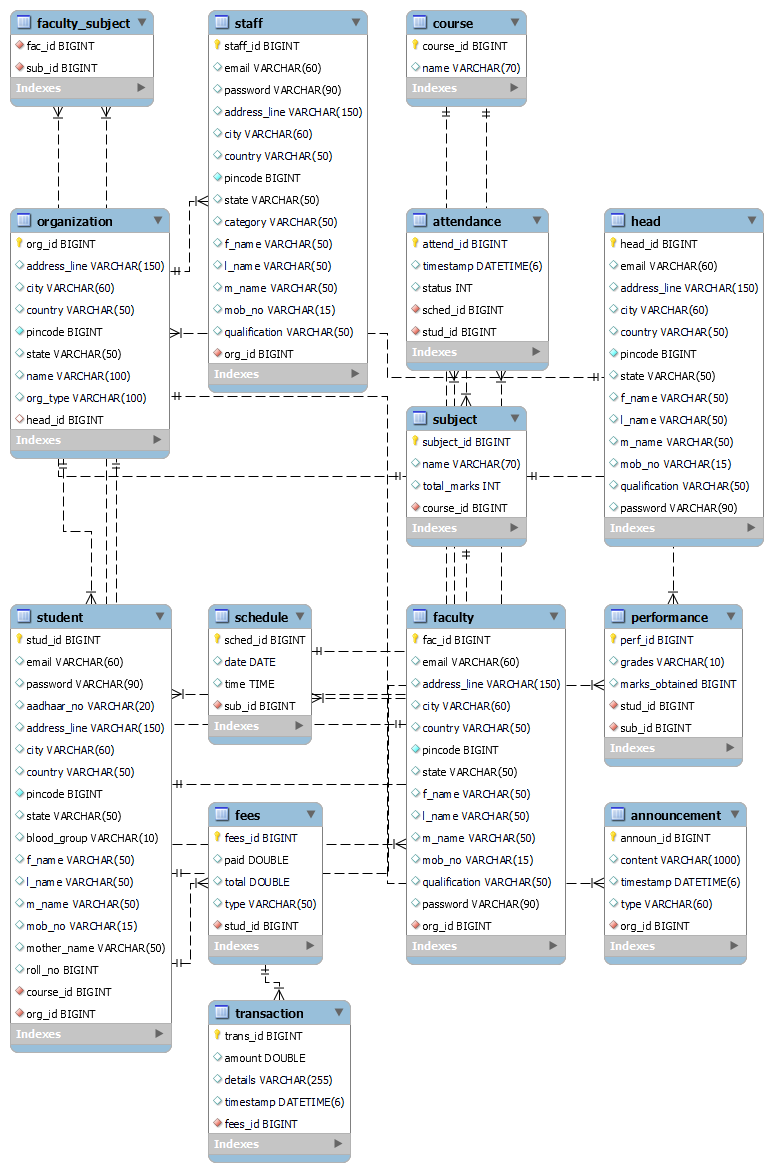 faculty_subject
fac_id BIGINT
sub_id BIGINT
Indexes
staff
staff_id BIGINT
email VARCHAR(60)
password VARCHAR(90)
address_line VARCHAR(150)
city VARCHAR(60)
country VARCHAR(50)
pincode BIGINT
state VARCHAR(50)
category VARCHAR(50)
f_name VARCHAR(50)
l_name VARCHAR(50)
m_name VARCHAR(50)
mob_no VARCHAR(15)
qualification VARCHAR(50)
org_id BIGINT
Indexes
course
course_id BIGINT
name VARCHAR(70)
Indexes
organization
org_id BIGINT
address_line VARCHAR(150)
city VARCHAR(60)
country VARCHAR(50)
pincode BIGINT
state VARCHAR(50)
name VARCHAR(100)
org_type VARCHAR(100)
head_id BIGINT
Indexes
attendance
attend_id BIGINT
timestamp DATETIME(6)
status INT
sched_id BIGINT
stud_id BIGINT
Indexes
head
head_id BIGINT
email VARCHAR(60)
address_line VARCHAR(150)
city VARCHAR(60)
country VARCHAR(50)
pincode BIGINT
state VARCHAR(50)
f_name VARCHAR(50)
l_name VARCHAR(50)
m_name VARCHAR(50)
mob_no VARCHAR(15)
qualification VARCHAR(50)
password VARCHAR(90)
Indexes
subject
subject_id BIGINT
name VARCHAR(70)
total_marks INT
course_id BIGINT
Indexes
student
stud_id BIGINT
email VARCHAR(60)
password VARCHAR(90)
aadhaar_no VARCHAR(20)
address_line VARCHAR(150)
city VARCHAR(60)
country VARCHAR(50)
pincode BIGINT
state VARCHAR(50)
blood_group VARCHAR(10)
f_name VARCHAR(50)
l_name VARCHAR(50)
m_name VARCHAR(50)
mob_no VARCHAR(15)
mother_name VARCHAR(50)
roll_no BIGINT
course_id BIGINT
org_id BIGINT
Indexes
schedule
sched_id BIGINT
date DATE
time TIME
sub_id BIGINT
Indexes
faculty
fac_id BIGINT
email VARCHAR(60)
address_line VARCHAR(150)
city VARCHAR(60)
country VARCHAR(50)
pincode BIGINT
state VARCHAR(50)
f_name VARCHAR(50)
l_name VARCHAR(50)
m_name VARCHAR(50)
mob_no VARCHAR(15)
qualification VARCHAR(50)
password VARCHAR(90)
org_id BIGINT
Indexes
performance
perf_id BIGINT
grades VARCHAR(10)
marks_obtained BIGINT
stud_id BIGINT
sub_id BIGINT
Indexes
fees
fees_id BIGINT
paid DOUBLE
total DOUBLE
type VARCHAR(50)
stud_id BIGINT
Indexes
announcement
announ_id BIGINT
content VARCHAR(1000)
timestamp DATETIME(6)
type VARCHAR(60)
org_id BIGINT
Indexes
transaction
trans_id BIGINT
amount DOUBLE
details VARCHAR(255)
timestamp DATETIME(6)
fees_id BIGINT
Indexes